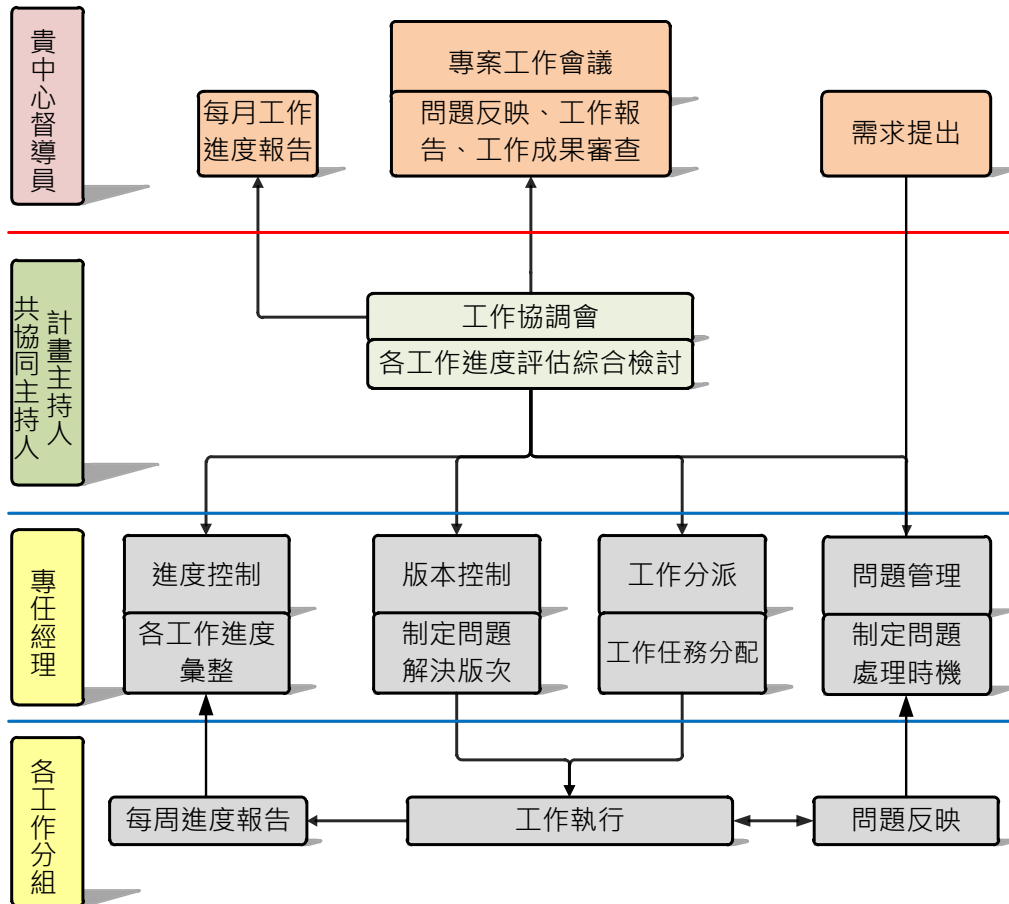 貴中心督導員
專案工作會議
每月工作
進度報告
問題反映、工作報
告、工作成果審查
需求提出
計畫主持人
共協同主持人
工作協調會
各工作進度評估綜合檢討
專任經理
進度控制
各工作進度
彙整
版本控制
制定問題
解決版次
工作分派
工作任務分配
問題管理
制定問題
處理時機
各工作分組
每周進度報告
工作執行
問題反映